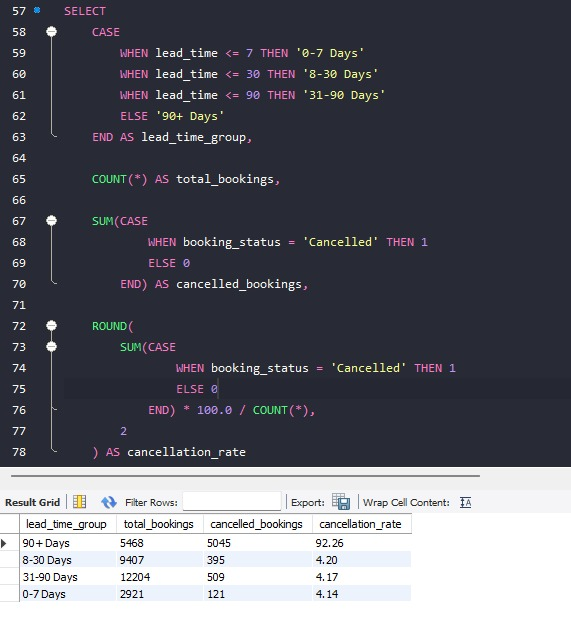 57 SELECT
58 CASE
59 WHEN lead_time <= 7 THEN '0-7 Days'
60 WHEN lead_time <= 30 THEN '8-30 Days'
61 WHEN lead_time <= 90 THEN '31-90 Days'
62 ELSE '90+ Days'
63 END AS lead_time_group,
64
65 COUNT(*) AS total_bookings,
66
67 SUM(CASE
68 WHEN booking_status = 'Cancelled' THEN 1
69 ELSE 0
70 END) AS cancelled_bookings,
71
72 ROUND(
73 SUM(CASE
74 WHEN booking_status = 'Cancelled' THEN 1
75 ELSE 0
76 END) * 100.0 / COUNT(*),
77 2
78 ) AS cancellation_rate
Result Grid Filter Rows: Export: Wrap Cell Content: IA
lead_time_group total_bookings cancelled_bookings cancellation_rate
90+ Days 5468 5045 92.26
8-30 Days 9407 395 4.20
31-90 Days 12204 509 4.17
0-7 Days 2921 121 4.14